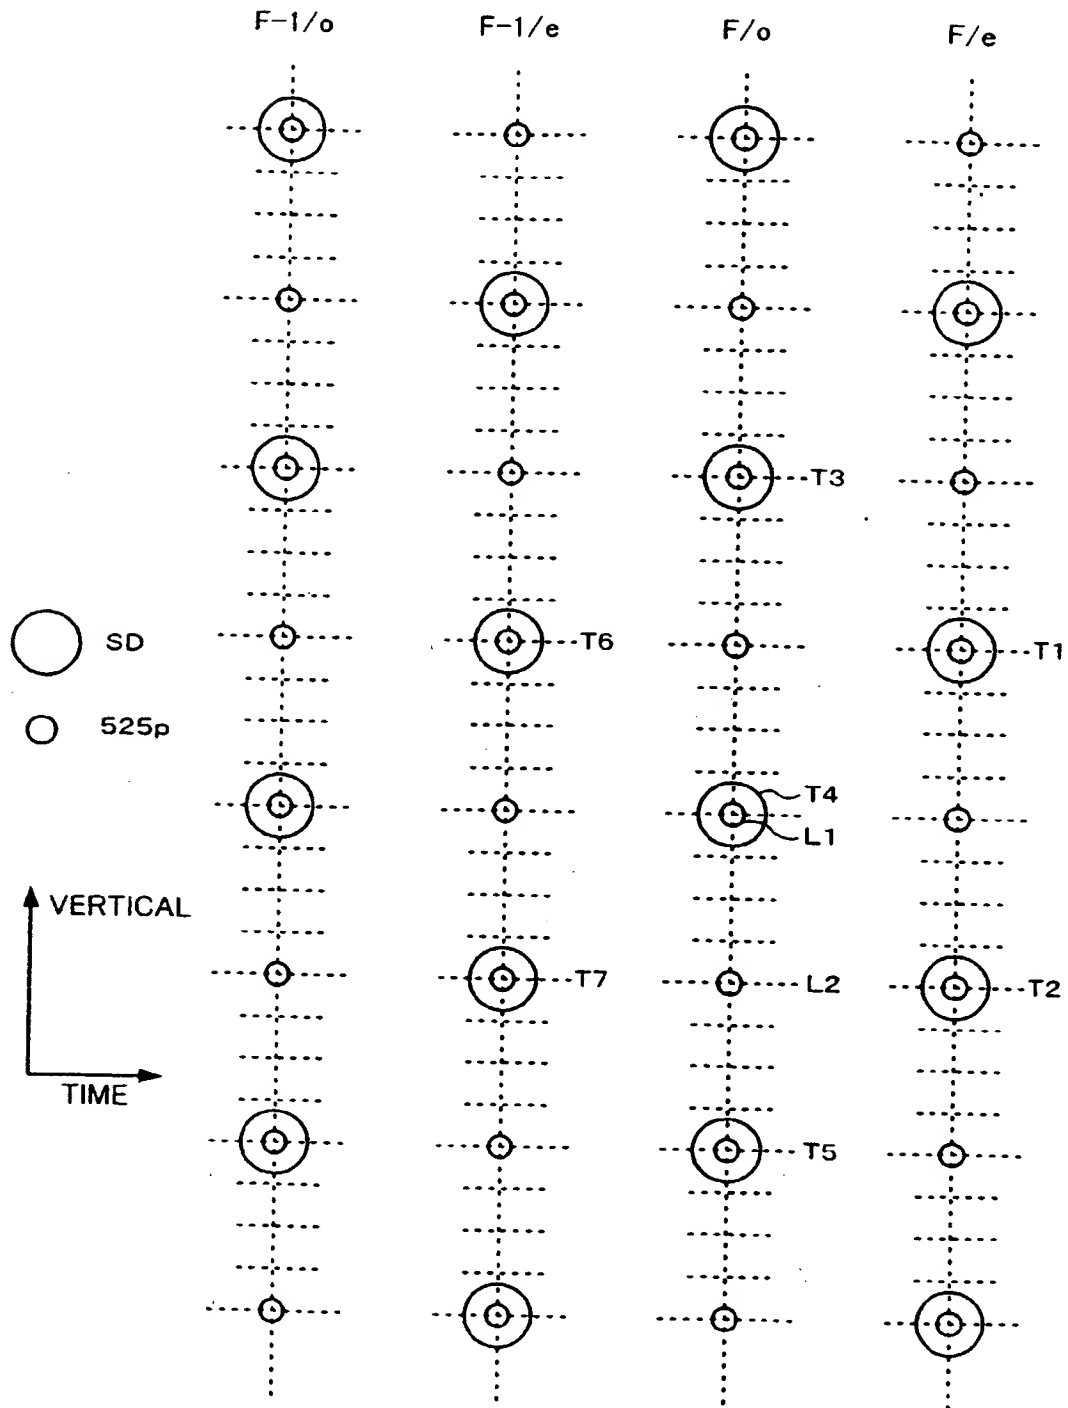 F-1/o F-1/e F/o F/e
T3
T6 T1
SD
525p
T4
L1
VERTICAL
T7 L2 T2
TIME
T5